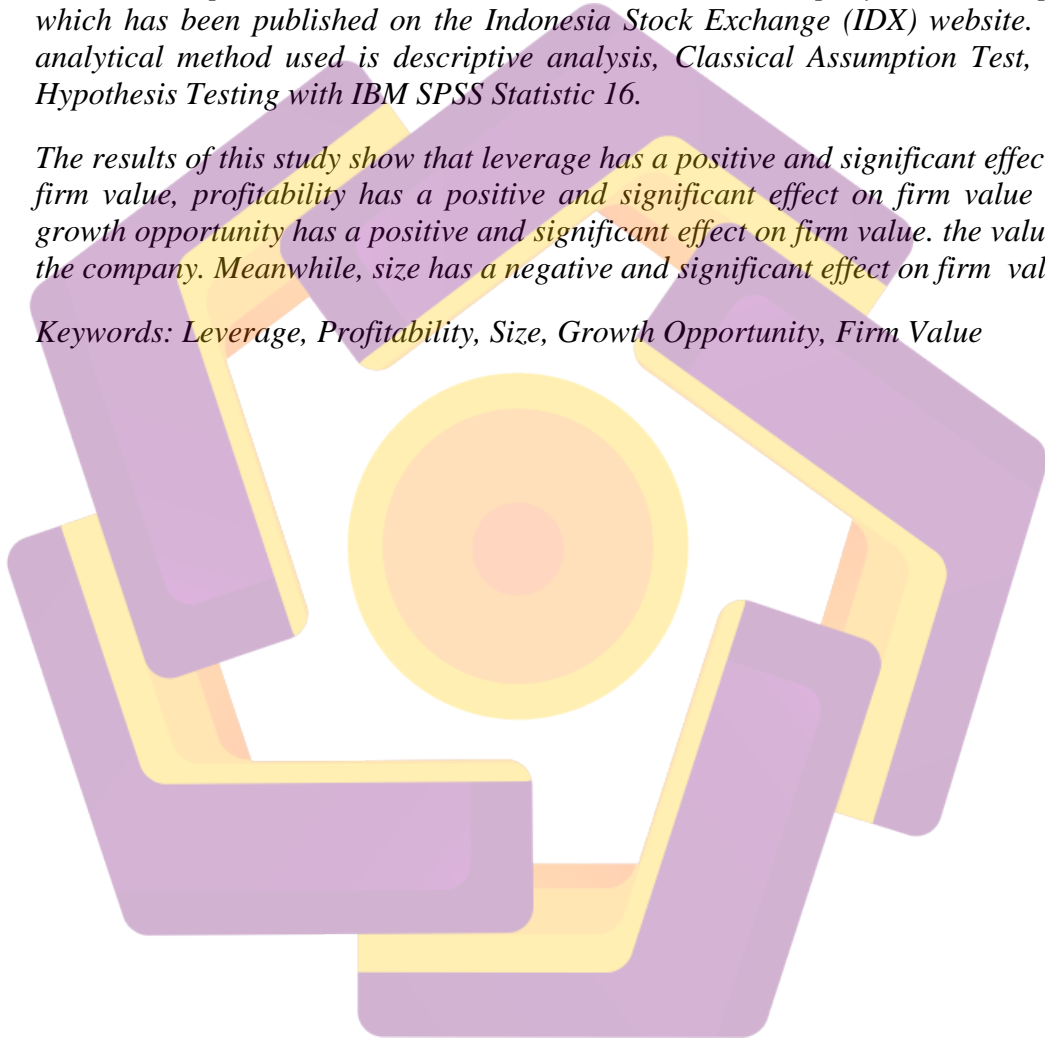 which has been published on the Indonesia Stock Exchange (IDX) website.
analytical method used is descriptive analysis, Classical Assumption Test,
Hypothesis Testing with IBM SPSS Statistic 16.
The results of this study show that leverage has a positive and significant effec
firm value, profitability has a positive and significant effect on firm value
growth opportunity has a positive and significant effect on firm value. the valu
the company. Meanwhile, size has a negative and significant effect on firm val
Keywords: Leverage, Profitability, Size, Growth Opportunity, Firm Value